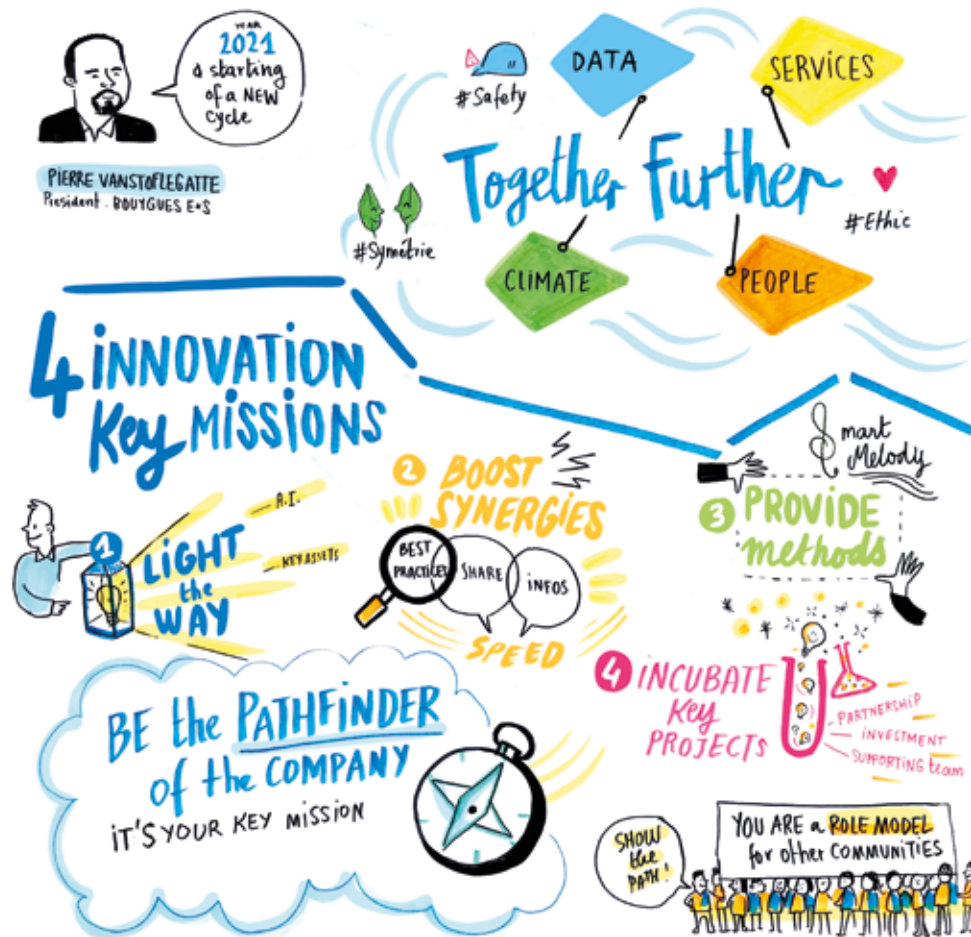 YEAR
2021
a starting
of a NEW
cycle
PIERRE VANSTOFLEGATTE
President - BOUYGUES E&S
DATA
SERVICES
#Safety
Together Further
#Ethic
#Symétrie
CLIMATE
PEOPLE
4 INNOVATION
Key MISSIONS
1
LIGHT
the
WAY
A.I.
KEY ASSETS
2 BOOST
SYNERGIES
BEST
PRACTICES
SHARE
INFOS
SPEED
Smart
Melody
3 PROVIDE
methods
4 INCUBATE
Key
PROJECTS
PARTNERSHIP
INVESTMENT
SUPPORTING team
BE the PATHFINDER
of the COMPANY
IT'S YOUR KEY MISSION
SHOW
the
PATH!
YOU ARE a ROLE MODEL
for other COMMUNITIES